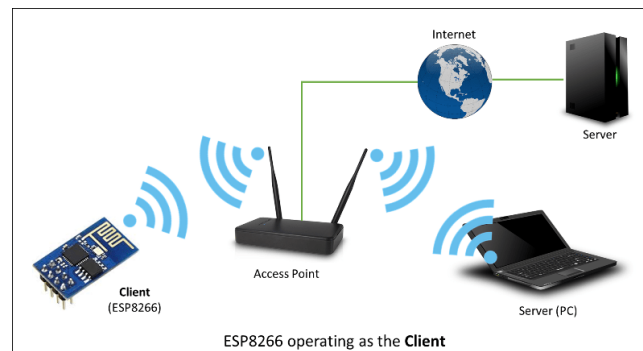 Internet
Server
Access Point
Client
(ESP8266)
Server (PC)
ESP8266 operating as the Client